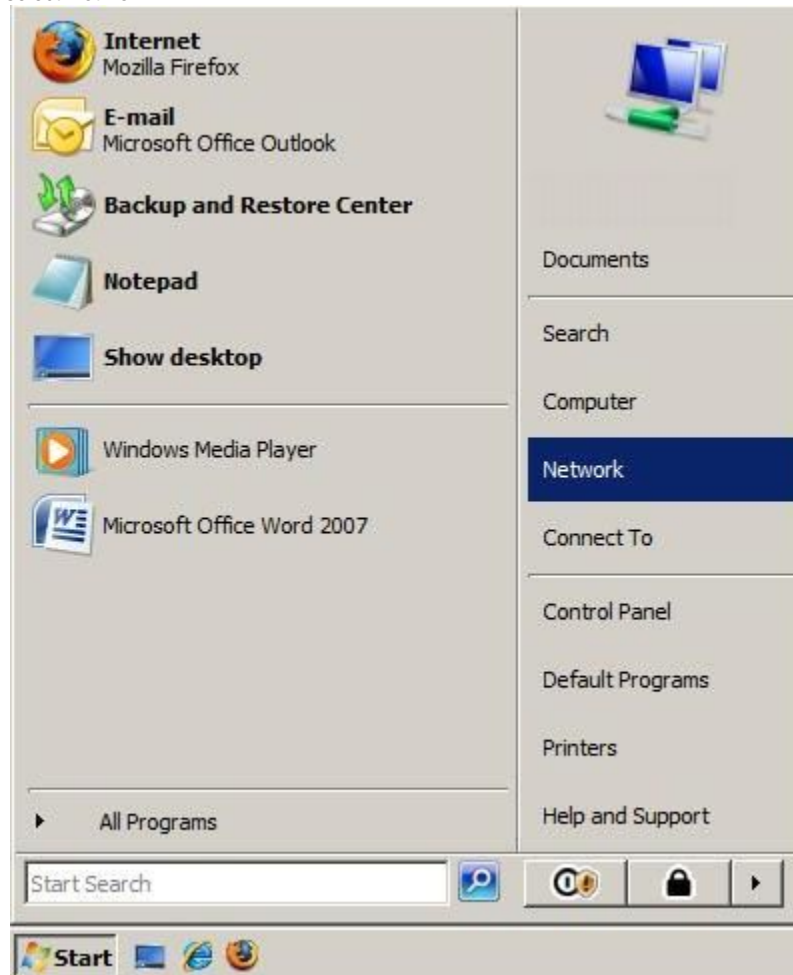 Internet
Mozilla Firefox
E-mail
Microsoft Office Outlook
Backup and Restore Center
Notepad
Show desktop
Windows Media Player
Microsoft Office Word 2007
All Programs
Start Search
Documents
Search
Computer
Network
Connect To
Control Panel
Default Programs
Printers
Help and Support
Start